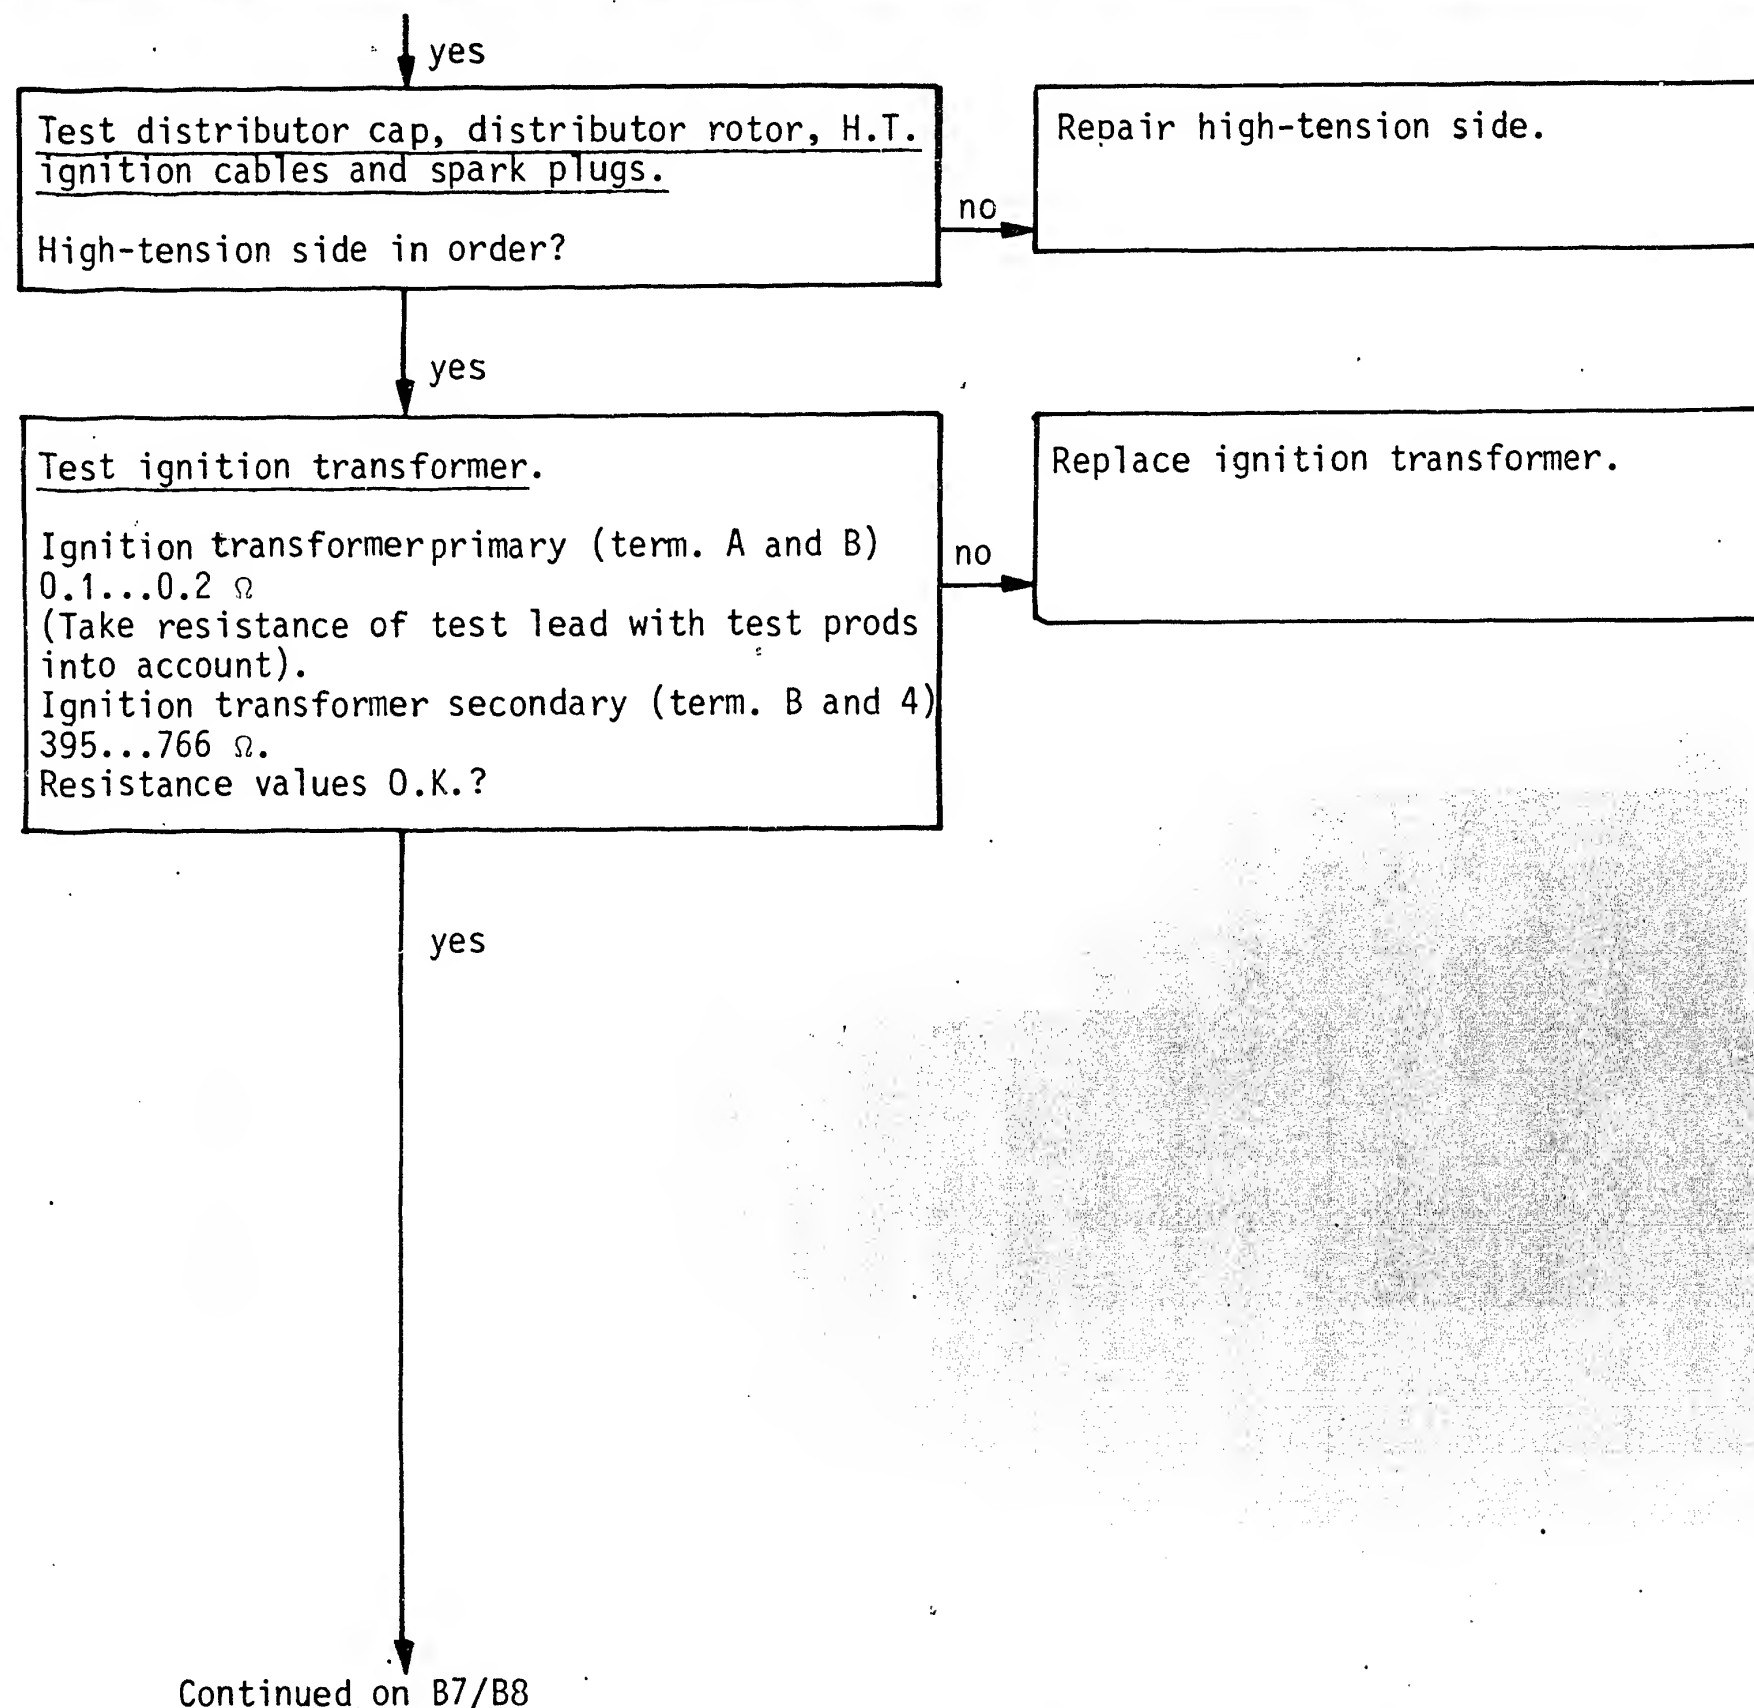 yes
Test distributor cap, distributor rotor, H.T.
ignition cables and spark plugs.
High-tension side in order?
no
Repair high-tension side.
yes
Test ignition transformer.
Ignition transformer primary (term. A and B)
0.1...0.2 Ω
(Take resistance of test lead with test prods
into account).
Ignition transformer secondary (term. B and 4)
395...766 Ω.
Resistance values O.K.?
no
Replace ignition transformer.
yes
Continued on B7/B8